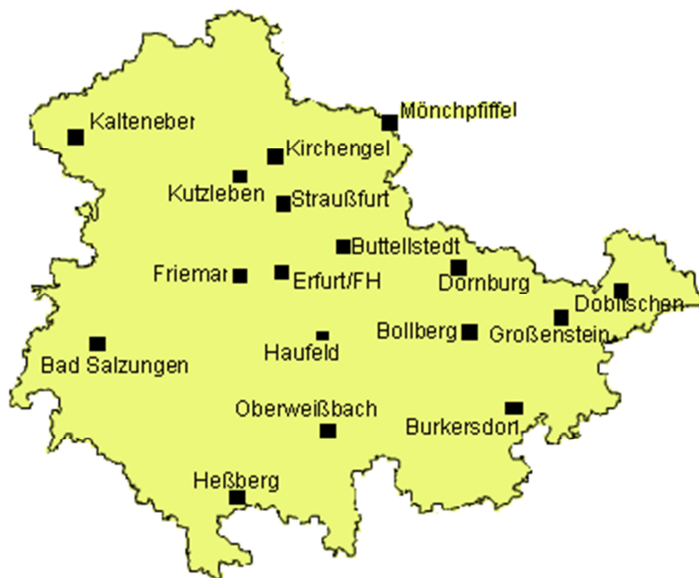 Mönchpfiffel
Kalteneber
Kirchengel
Kutzleben
Straußfurt
Buttellstedt
Friemar
Erfurt/FH
Dornburg
Dobitschen
Bollberg
Großenstein
Haufeld
Bad Salzungen
Oberweißbach
Burkersdorf
Heßberg